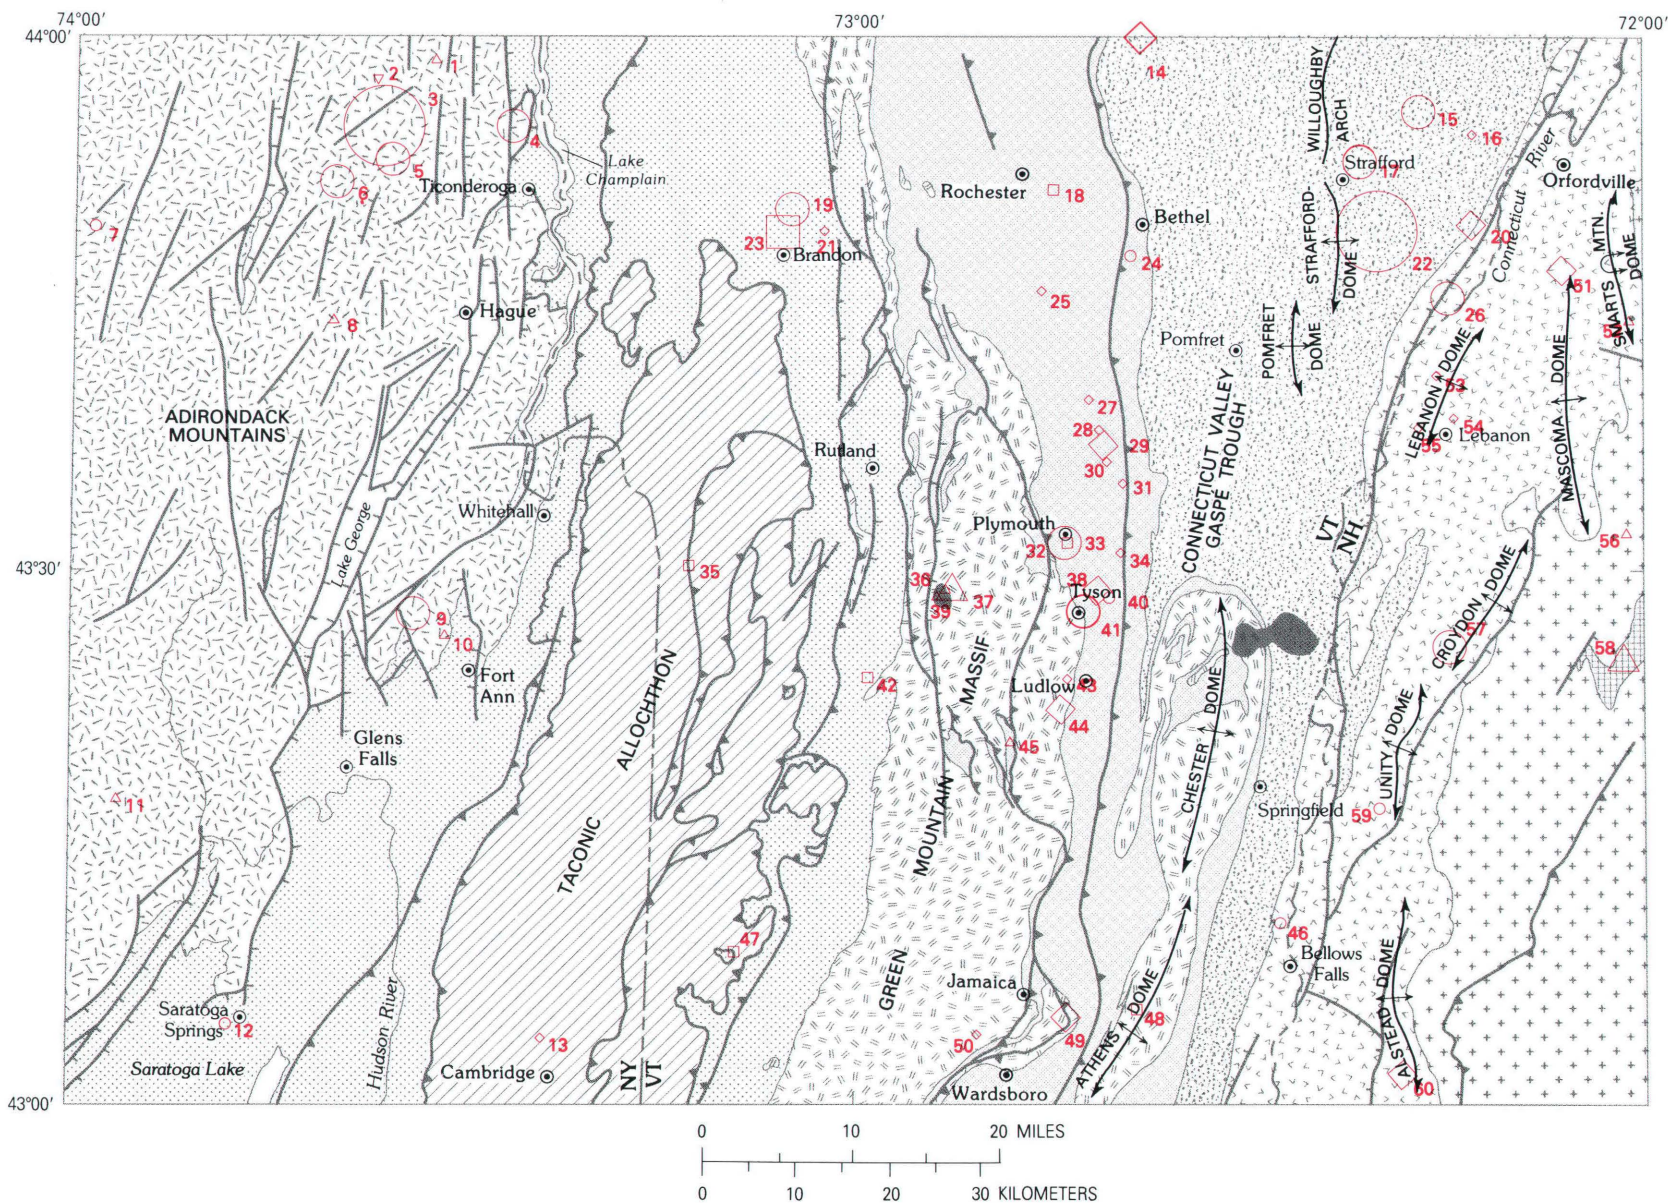 74°00′
73°00′
72°00′
44°00′
14
1
2
3
4
5
6
7
8
Ticonderoga
Lake
Champlain
Hague
ADIRONDACK
MOUNTAINS
Lake George
Whitehall
9
10
Fort
Ann
Glens
Falls
11
Saratoga
Springs
12
Saratoga Lake
Hudson River
Cambridge
13
43°30′
43°00′
TACONIC
ALLOCHTHON
NY
VT
35
47
19
23
21
Brandon
Rutland
42
36
39
37
GREEN
MOUNTAIN
MASSIF
45
Rochester
18
Bethel
24
25
27
28
29
30
31
Plymouth
32
33
34
38
Tyson
40
41
Ludlow
43
44
Jamaica
49
50
Wardsboro
48
ATHENS DOME
CHESTER DOME
CONNECTICUT VALLEY
GASPE TROUGH
Pomfret
POMFRET
DOME
WILLOUGHBY
ARCH
STRAFFORD
DOME
Strafford
15
16
17
20
22
26
Connecticut
River
Orfordville
SMARTS MTN.
DOME
51
52
53
54
55
LEBANON DOME
Lebanon
MASCOMA DOME
56
VT
NH
CROYDON DOME
57
58
UNITY DOME
59
Springfield
46
Bellows
Falls
ALSTEAD DOME
60
0
10
20 MILES
0
10
20
30 KILOMETERS